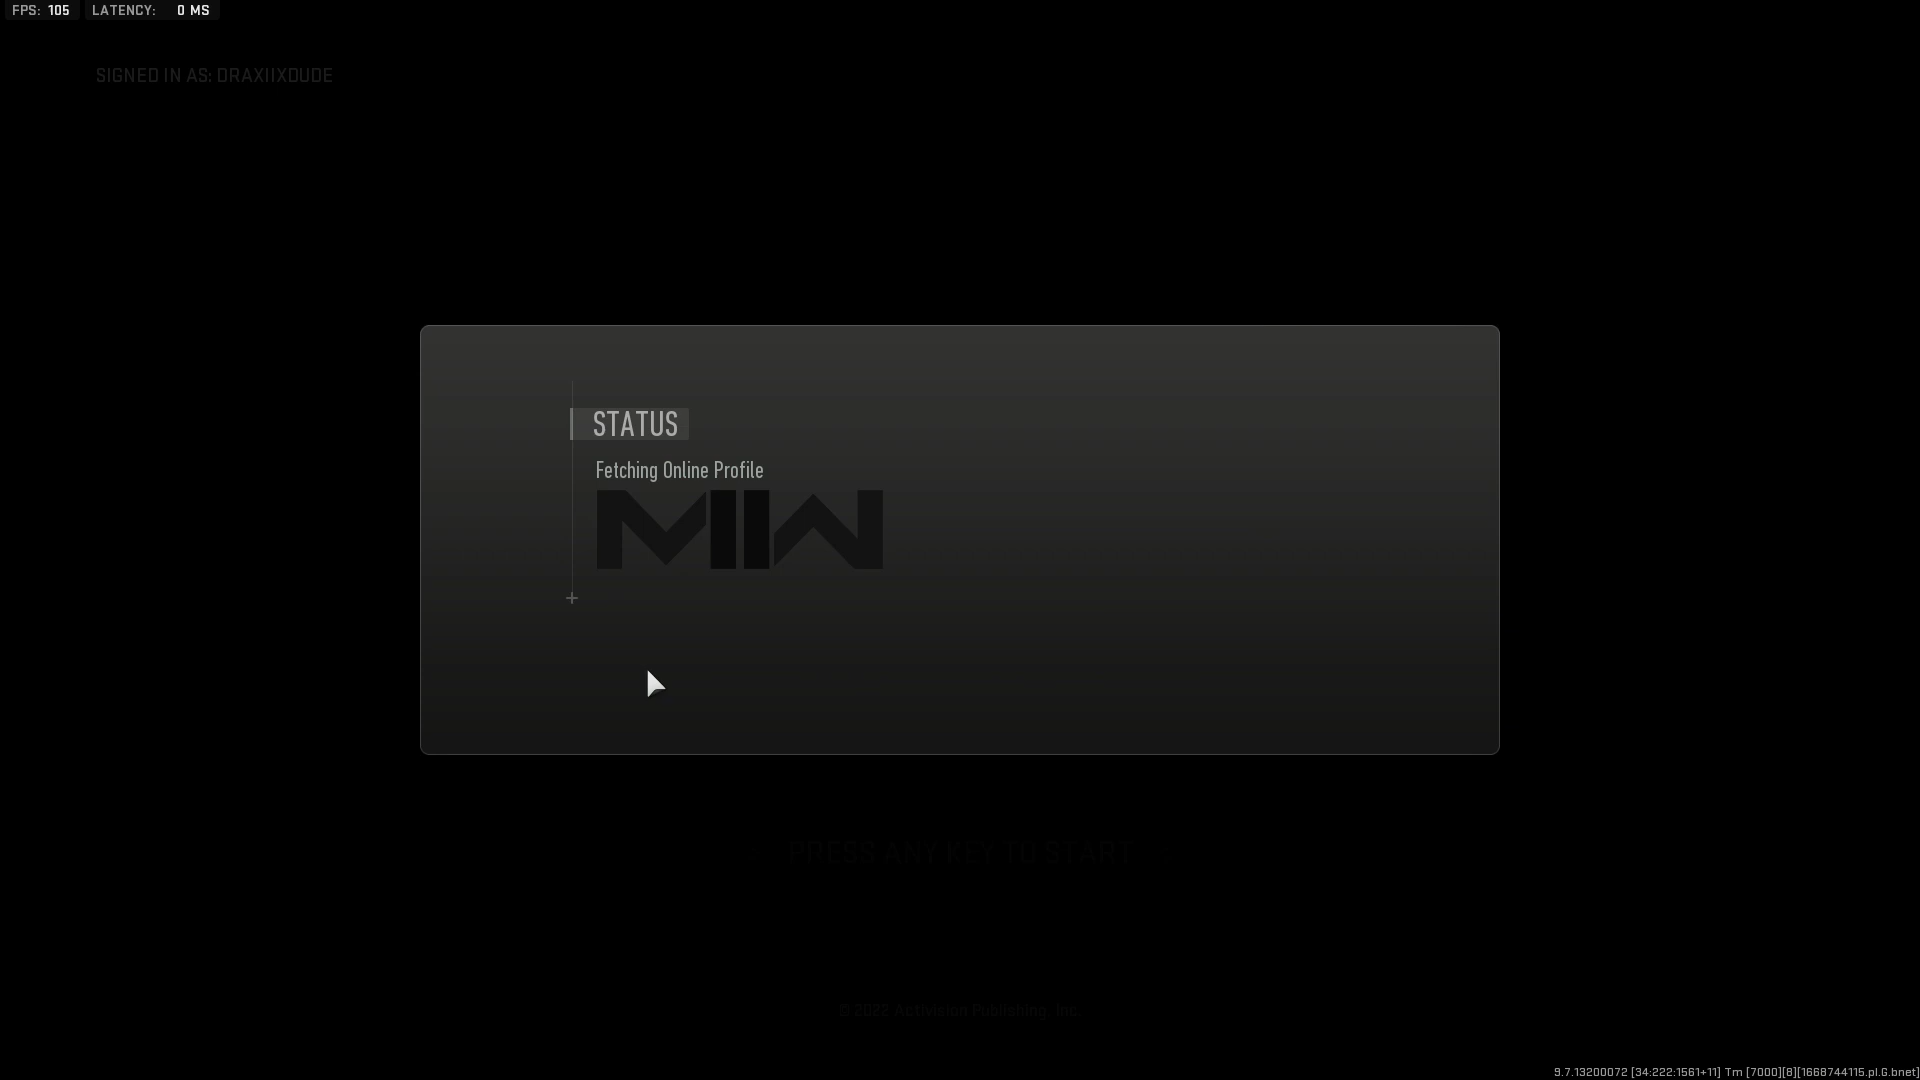 FPS: 105 LATENCY: 0 MS
SIGNED IN AS: DRAXIIXDUDE
STATUS
Fetching Online Profile
MIIW
PRESS ANY KEY TO START
© 2022 Activision Publishing, Inc.
9.7.13200072 [34:222:1561+11] Tm [7000][8][1668744115.pl.G.bnet]